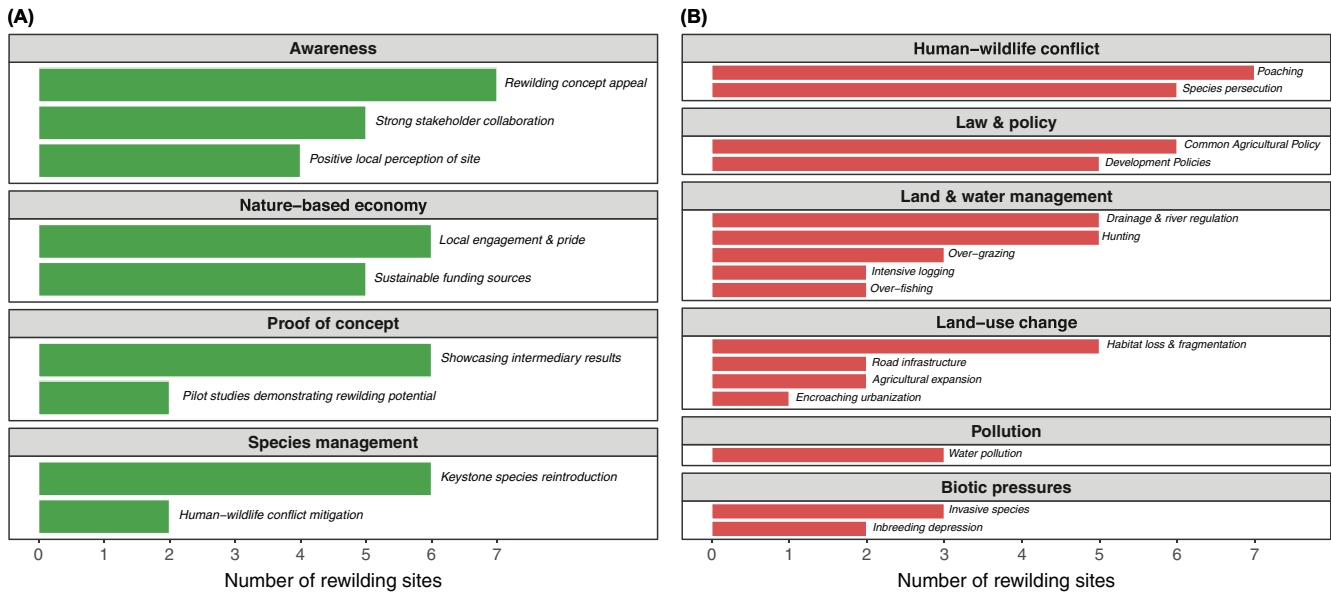 (A)
Awareness
Rewilding concept appeal
Strong stakeholder collaboration
Positive local perception of site
Nature−based economy
Local engagement & pride
Sustainable funding sources
Proof of concept
Showcasing intermediary results
Pilot studies demonstrating rewilding potential
Species management
Keystone species reintroduction
Human−wildlife conflict mitigation
0 1 2 3 4 5 6 7
Number of rewilding sites
(B)
Human−wildlife conflict
Poaching
Species persecution
Law & policy
Common Agricultural Policy
Development Policies
Land & water management
Drainage & river regulation
Hunting
Over−grazing
Intensive logging
Over−fishing
Land−use change
Habitat loss & fragmentation
Road infrastructure
Agricultural expansion
Encroaching urbanization
Pollution
Water pollution
Biotic pressures
Invasive species
Inbreeding depression
0 1 2 3 4 5 6 7
Number of rewilding sites